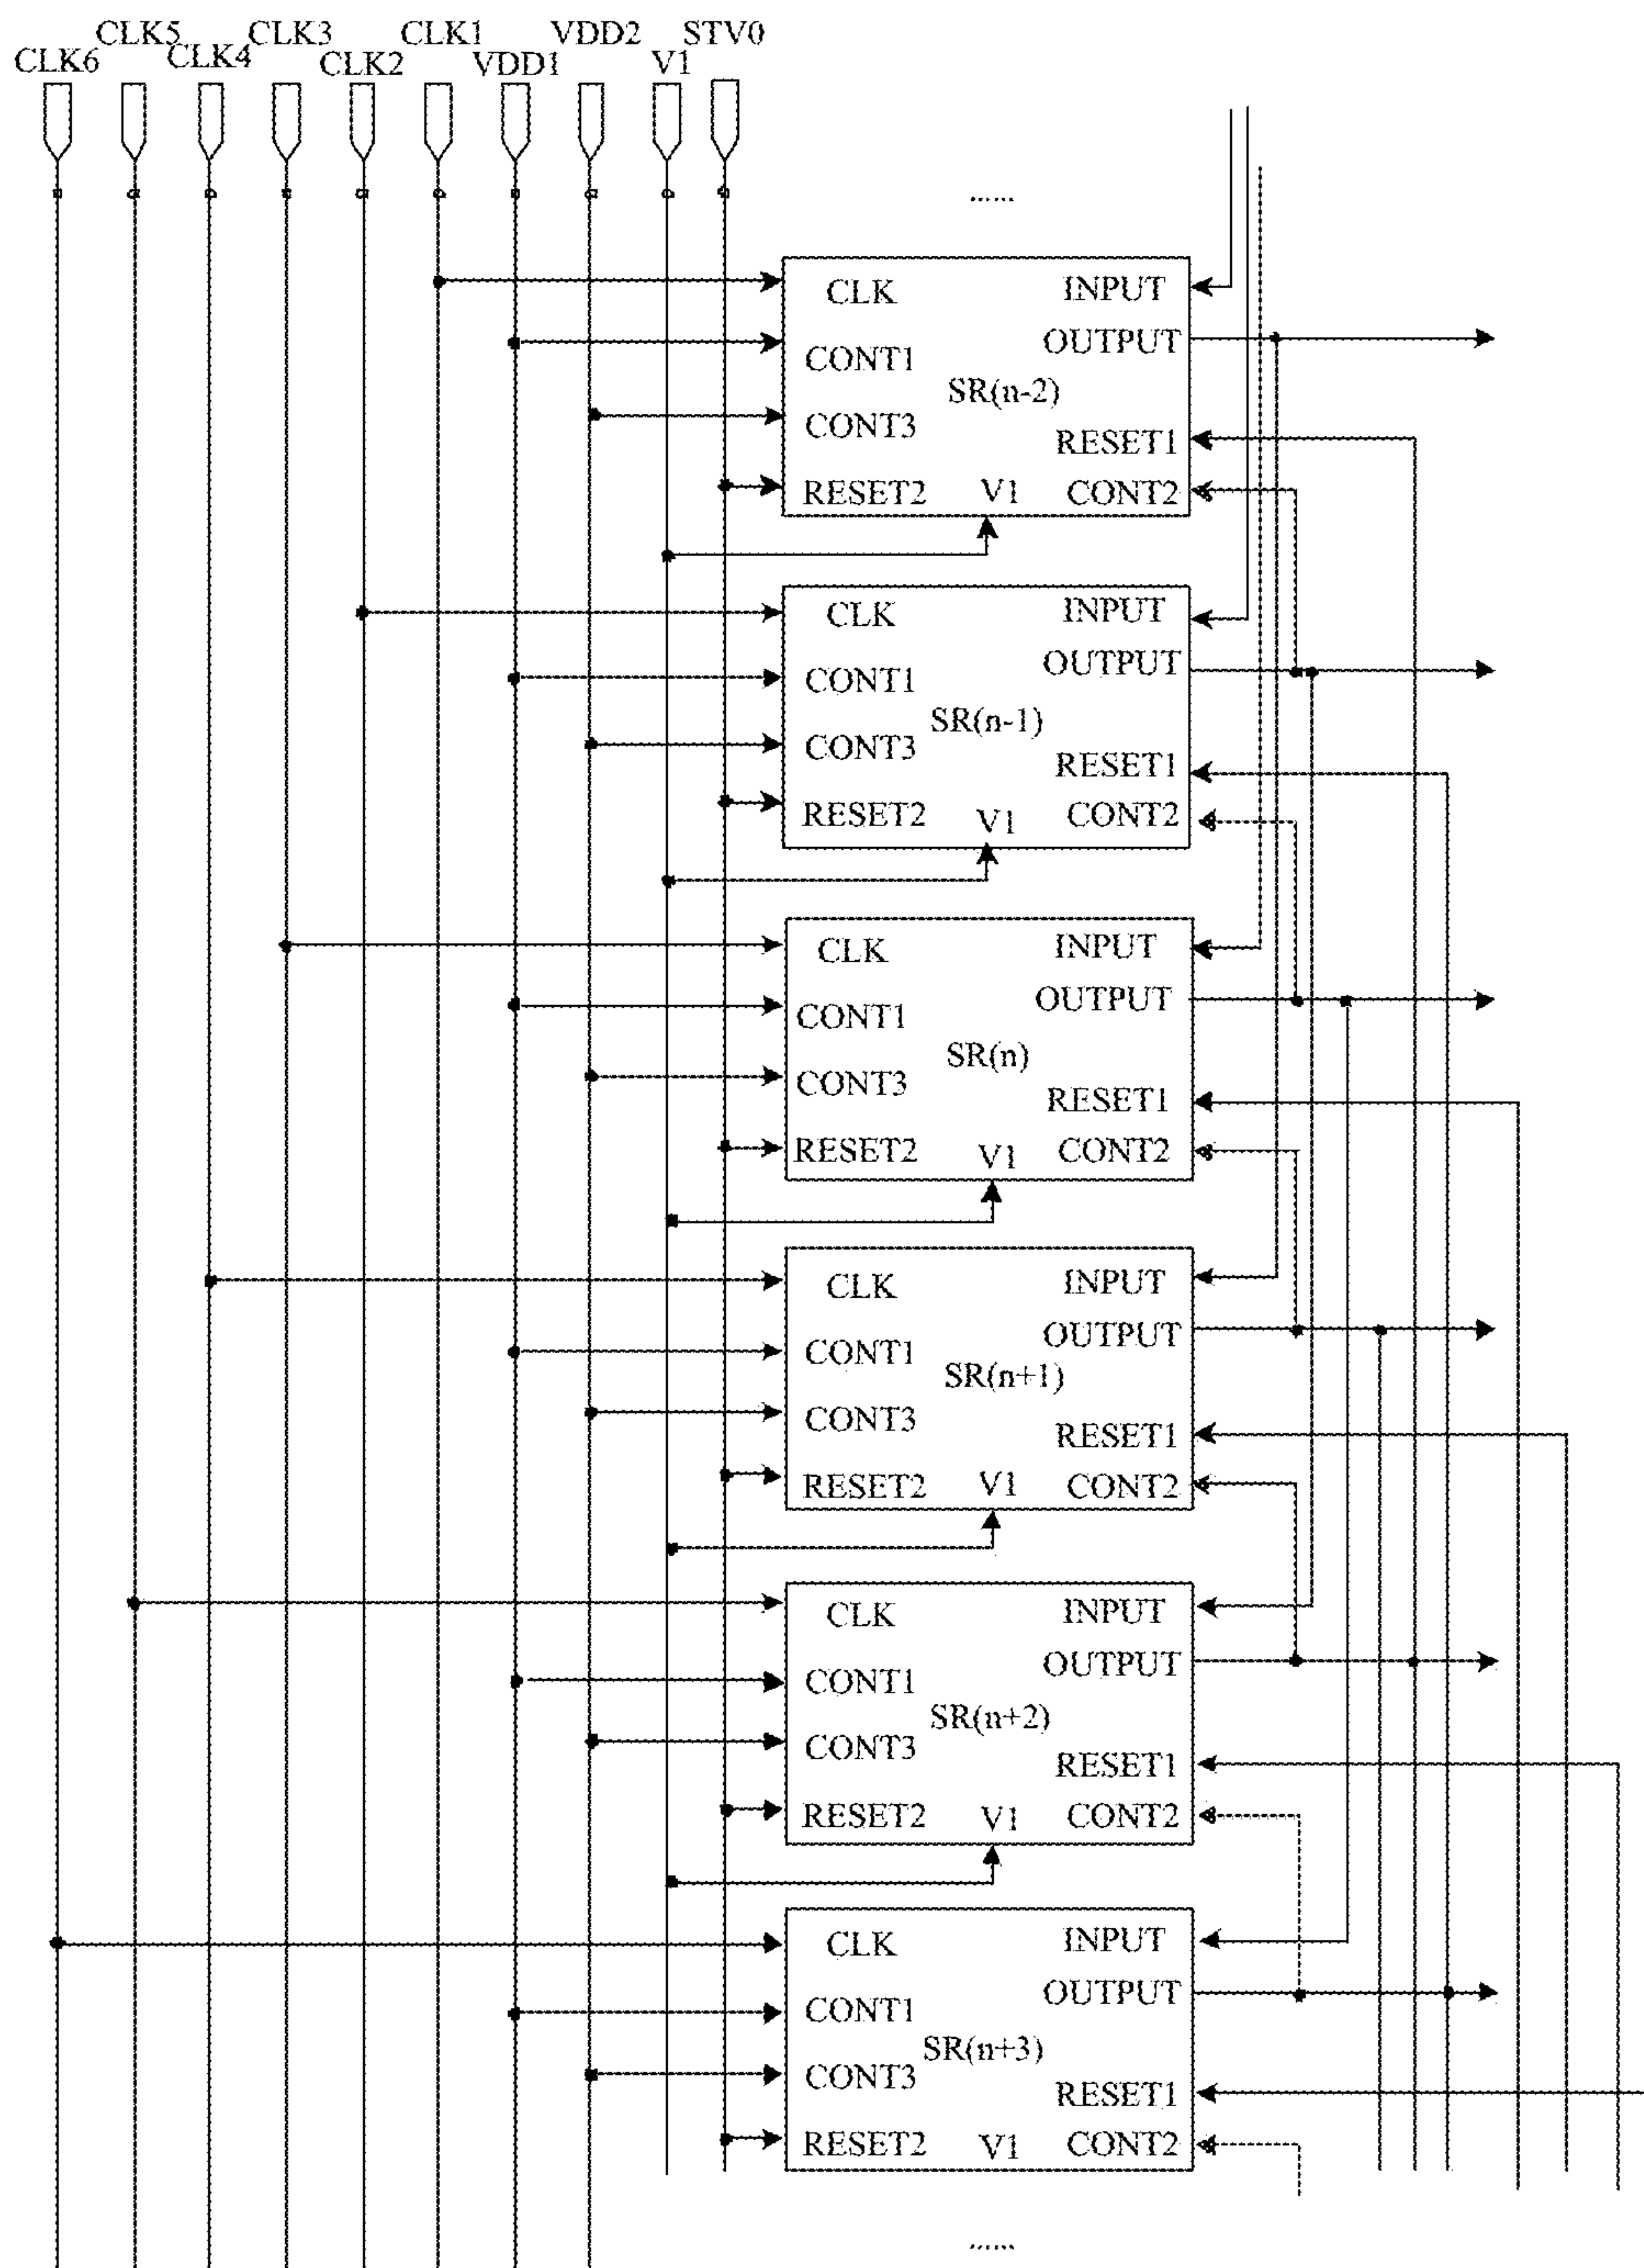 CLK5 CLK3 CLK1 VDD2 STV0
CLK6 CLK4 CLK2 VDD1 V1
......
CLK INPUT
OUTPUT
CONT1
SR(n-2)
CONT3
RESET1
RESET2 V1 CONT2
CLK INPUT
OUTPUT
CONT1
SR(n-1)
CONT3
RESET1
RESET2 V1 CONT2
CLK INPUT
OUTPUT
CONT1
SR(n)
CONT3
RESET1
RESET2 V1 CONT2
CLK INPUT
OUTPUT
CONT1
SR(n+1)
CONT3
RESET1
RESET2 V1 CONT2
CLK INPUT
OUTPUT
CONT1
SR(n+2)
CONT3
RESET1
RESET2 V1 CONT2
CLK INPUT
OUTPUT
CONT1
SR(n+3)
CONT3
RESET1
RESET2 V1 CONT2
......